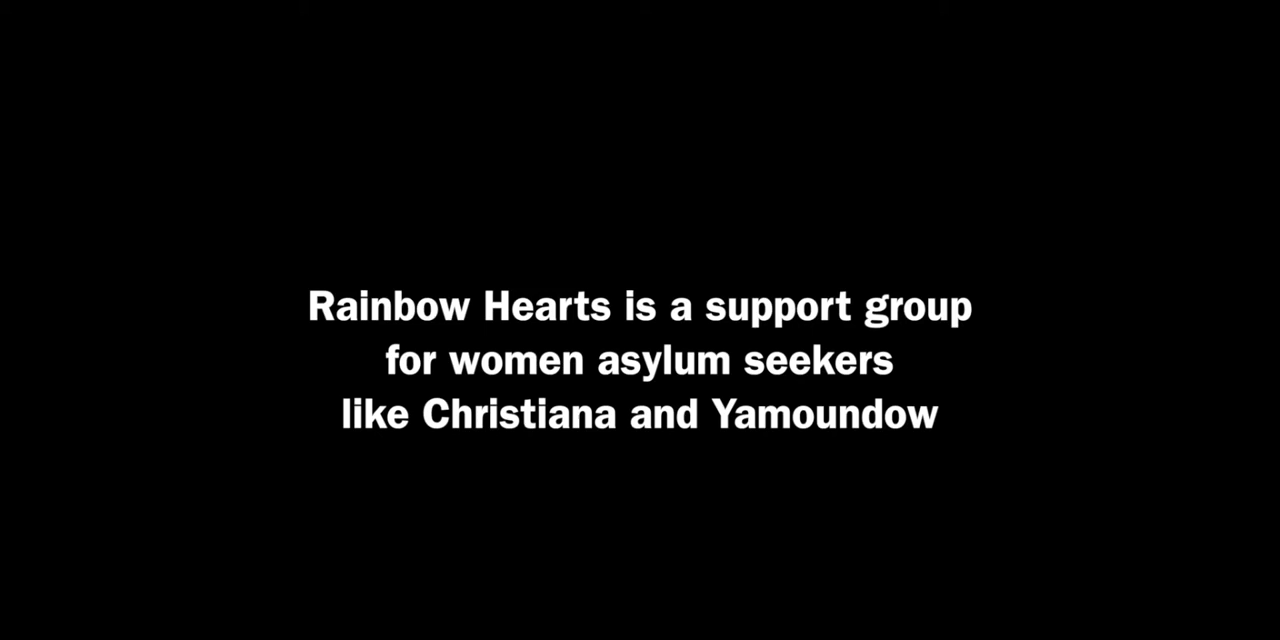 Rainbow Hearts is a support group
for women asylum seekers
like Christiana and Yamoundow